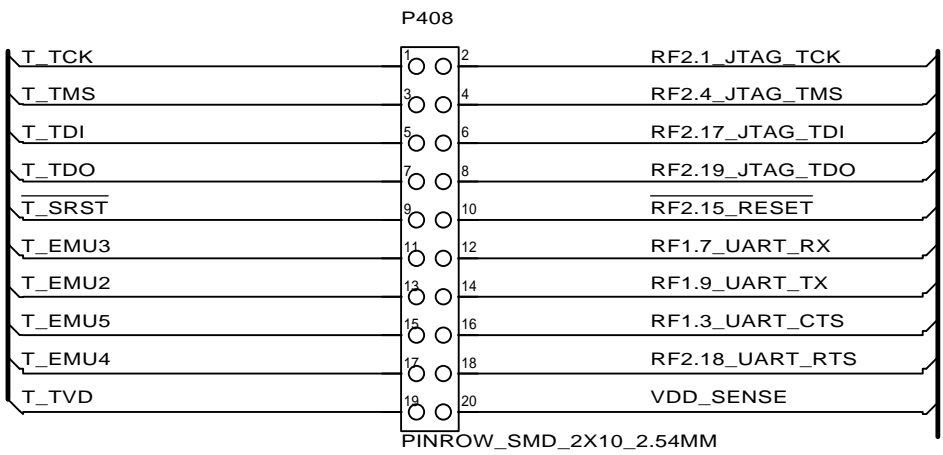 P408
T_TCK 1 2 RF2.1_JTAG_TCK
T_TMS 3 4 RF2.4_JTAG_TMS
T_TDI 5 6 RF2.17_JTAG_TDI
T_TDO 7 8 RF2.19_JTAG_TDO
T_SRST 9 10 RF2.15_RESET
T_EMU3 11 12 RF1.7_UART_RX
T_EMU2 13 14 RF1.9_UART_TX
T_EMU5 15 16 RF1.3_UART_CTS
T_EMU4 17 18 RF2.18_UART_RTS
T_TVD 19 20 VDD_SENSE
PINROW_SMD_2X10_2.54MM